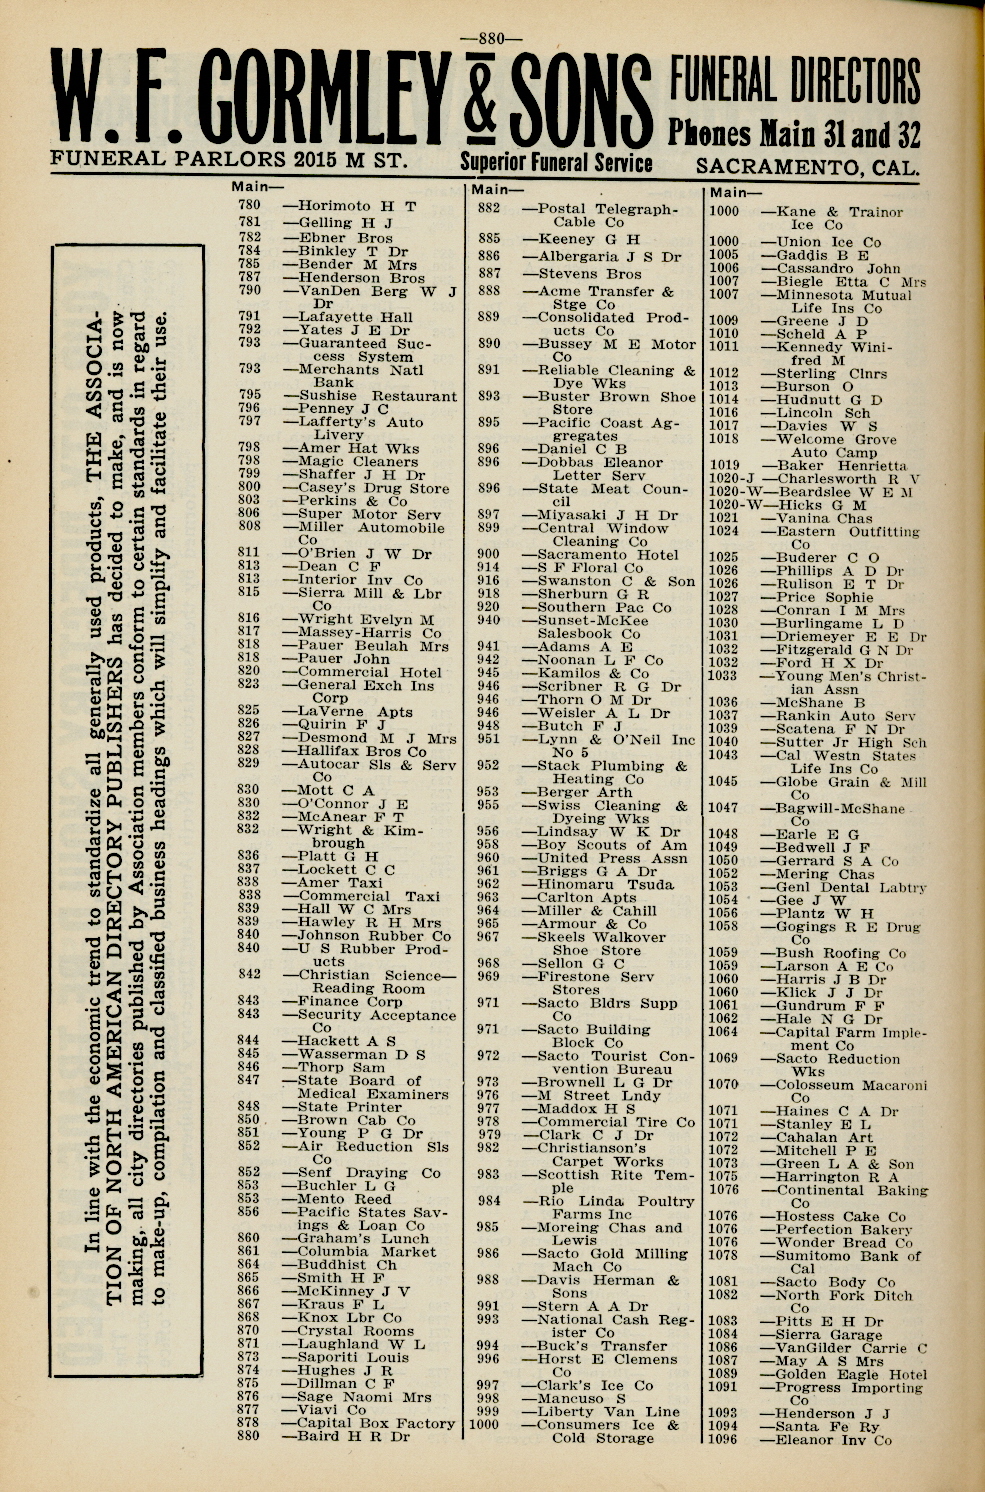 —880—
W. F. GORMLEY & SONS
FUNERAL DIRECTORS
Phones Main 31 and 32
FUNERAL PARLORS 2015 M ST.
Superior Funeral Service
SACRAMENTO, CAL.
In line with the economic trend to standardize all generally used products, THE ASSOCIA-
TION OF NORTH AMERICAN DIRECTORY PUBLISHERS has decided to make, and is now
making, all city directories published by Association members conform to certain standards in regard
to make-up, compilation and classified business headings which will simplify and facilitate their use.
Main—
780 —Horimoto H T
781 —Gelling H J
782 —Ebner Bros
784 —Binkley T Dr
785 —Bender M Mrs
787 —Henderson Bros
790 —VanDen Berg W J
Dr
791 —Lafayette Hall
792 —Yates J E Dr
793 —Guaranteed Suc-
cess System
793 —Merchants Natl
Bank
795 —Sushise Restaurant
796 —Penney J C
797 —Lafferty's Auto
Livery
798 —Amer Hat Wks
798 —Magic Cleaners
799 —Shaffer J H Dr
800 —Casey's Drug Store
803 —Perkins & Co
806 —Super Motor Serv
808 —Miller Automobile
Co
811 —O'Brien J W Dr
813 —Dean C F
813 —Interior Inv Co
815 —Sierra Mill & Lbr
Co
816 —Wright Evelyn M
817 —Massey-Harris Co
818 —Pauer Beulah Mrs
818 —Pauer John
820 —Commercial Hotel
823 —General Exch Ins
Corp
825 —LaVerne Apts
826 —Quirin F J
827 —Desmond M J Mrs
828 —Hallifax Bros Co
829 —Autocar Sls & Serv
Co
830 —Mott C A
830 —O'Connor J E
832 —McAnear F T
832 —Wright & Kim-
brough
836 —Platt G H
837 —Lockett C C
838 —Amer Taxi
838 —Commercial Taxi
839 —Hall W C Mrs
839 —Hawley R H Mrs
840 —Johnson Rubber Co
840 —U S Rubber Prod-
ucts
842 —Christian Science—
Reading Room
843 —Finance Corp
843 —Security Acceptance
Co
844 —Hackett A S
845 —Wasserman D S
846 —Thorp Sam
847 —State Board of
Medical Examiners
848 —State Printer
850 —Brown Cab Co
851 —Young P G Dr
852 —Air Reduction Sls
Co
852 —Senf Draying Co
853 —Buchler L G
853 —Mento Reed
856 —Pacific States Sav-
ings & Loan Co
860 —Graham's Lunch
861 —Columbia Market
864 —Buddhist Ch
865 —Smith H F
866 —McKinney J V
867 —Kraus F L
868 —Knox Lbr Co
870 —Crystal Rooms
871 —Laughland W L
873 —Saporiti Louis
874 —Hughes J R
875 —Dillman C F
876 —Sage Naomi Mrs
877 —Viavi Co
878 —Capital Box Factory
880 —Baird H R Dr
Main—
882 —Postal Telegraph-
Cable Co
885 —Keeney G H
886 —Albergaria J S Dr
887 —Stevens Bros
888 —Acme Transfer &
Stge Co
889 —Consolidated Prod-
ucts Co
890 —Bussey M E Motor
Co
891 —Reliable Cleaning &
Dye Wks
893 —Buster Brown Shoe
Store
895 —Pacific Coast Ag-
gregates
896 —Daniel C B
896 —Dobbas Eleanor
Letter Serv
896 —State Meat Coun-
cil
897 —Miyasaki J H Dr
899 —Central Window
Cleaning Co
900 —Sacramento Hotel
914 —S F Floral Co
916 —Swanston C & Son
918 —Sherburn G R
920 —Southern Pac Co
940 —Sunset-McKee
Salesbook Co
941 —Adams A E
942 —Noonan L F Co
945 —Kamilos & Co
946 —Scribner R G Dr
946 —Thorn O M Dr
946 —Weisler A L Dr
948 —Butch F J
951 —Lynn & O'Neil Inc
No 5
952 —Stack Plumbing &
Heating Co
953 —Berger Arth
955 —Swiss Cleaning &
Dyeing Wks
956 —Lindsay W K Dr
958 —Boy Scouts of Am
960 —United Press Assn
961 —Briggs G A Dr
962 —Hinomaru Tsuda
963 —Carlton Apts
964 —Miller & Cahill
965 —Armour & Co
967 —Skeels Walkover
Shoe Store
968 —Sellon G C
969 —Firestone Serv
Stores
971 —Sacto Bldrs Supp
Co
971 —Sacto Building
Block Co
972 —Sacto Tourist Con-
vention Bureau
973 —Brownell L G Dr
976 —M Street Lndy
977 —Maddox H S
978 —Commercial Tire Co
979 —Clark C J Dr
982 —Christianson's
Carpet Works
983 —Scottish Rite Tem-
ple
984 —Rio Linda Poultry
Farms Inc
985 —Moreing Chas and
Lewis
986 —Sacto Gold Milling
Mach Co
988 —Davis Herman &
Sons
991 —Stern A A Dr
993 —National Cash Reg-
ister Co
994 —Buck's Transfer
996 —Horst E Clemens
Co
997 —Clark's Ice Co
998 —Mancuso S
999 —Liberty Van Line
1000 —Consumers Ice &
Cold Storage
Main—
1000 —Kane & Trainor
Ice Co
1000 —Union Ice Co
1005 —Gaddis B E
1006 —Cassandro John
1007 —Biegle Etta C Mrs
1007 —Minnesota Mutual
Life Ins Co
1009 —Greene J D
1010 —Scheld A P
1011 —Kennedy Wini-
fred M
1012 —Sterling Clnrs
1013 —Burson O
1014 —Hudnutt G D
1016 —Lincoln Sch
1017 —Davies W S
1018 —Welcome Grove
Auto Camp
1019 —Baker Henrietta
1020-J —Charlesworth R V
1020-W—Beardslee W E M
1020-W—Hicks G M
1021 —Vanina Chas
1024 —Eastern Outfitting
Co
1025 —Buderer C O
1026 —Phillips A D Dr
1026 —Rulison E T Dr
1027 —Price Sophie
1028 —Conran I M Mrs
1030 —Burlingame L D
1031 —Driemeyer E E Dr
1032 —Fitzgerald G N Dr
1032 —Ford H X Dr
1033 —Young Men's Christ-
ian Assn
1036 —McShane B
1037 —Rankin Auto Serv
1039 —Scatena F N Dr
1040 —Sutter Jr High Sch
1043 —Cal Westn States
Life Ins Co
1045 —Globe Grain & Mill
Co
1047 —Bagwill-McShane
Co
1048 —Earle E G
1049 —Bedwell J F
1050 —Gerrard S A Co
1052 —Mering Chas
1053 —Genl Dental Labtry
1054 —Gee J W
1056 —Plantz W H
1058 —Gogings R E Drug
Co
1059 —Bush Roofing Co
1059 —Larson A E Co
1060 —Harris J B Dr
1060 —Klick J J Dr
1061 —Gundrum F F
1062 —Hale N G Dr
1064 —Capital Farm Imple-
ment Co
1069 —Sacto Reduction
Wks
1070 —Colosseum Macaroni
Co
1071 —Haines C A Dr
1071 —Stanley E L
1072 —Cahalan Art
1072 —Mitchell P E
1073 —Green L A & Son
1075 —Harrington R A
1076 —Continental Baking
Co
1076 —Hostess Cake Co
1076 —Perfection Bakery
1076 —Wonder Bread Co
1078 —Sumitomo Bank of
Cal
1081 —Sacto Body Co
1082 —North Fork Ditch
Co
1083 —Pitts E H Dr
1084 —Sierra Garage
1086 —VanGilder Carrie C
1087 —May A S Mrs
1089 —Golden Eagle Hotel
1091 —Progress Importing
Co
1093 —Henderson J J
1094 —Santa Fe Ry
1096 —Eleanor Inv Co